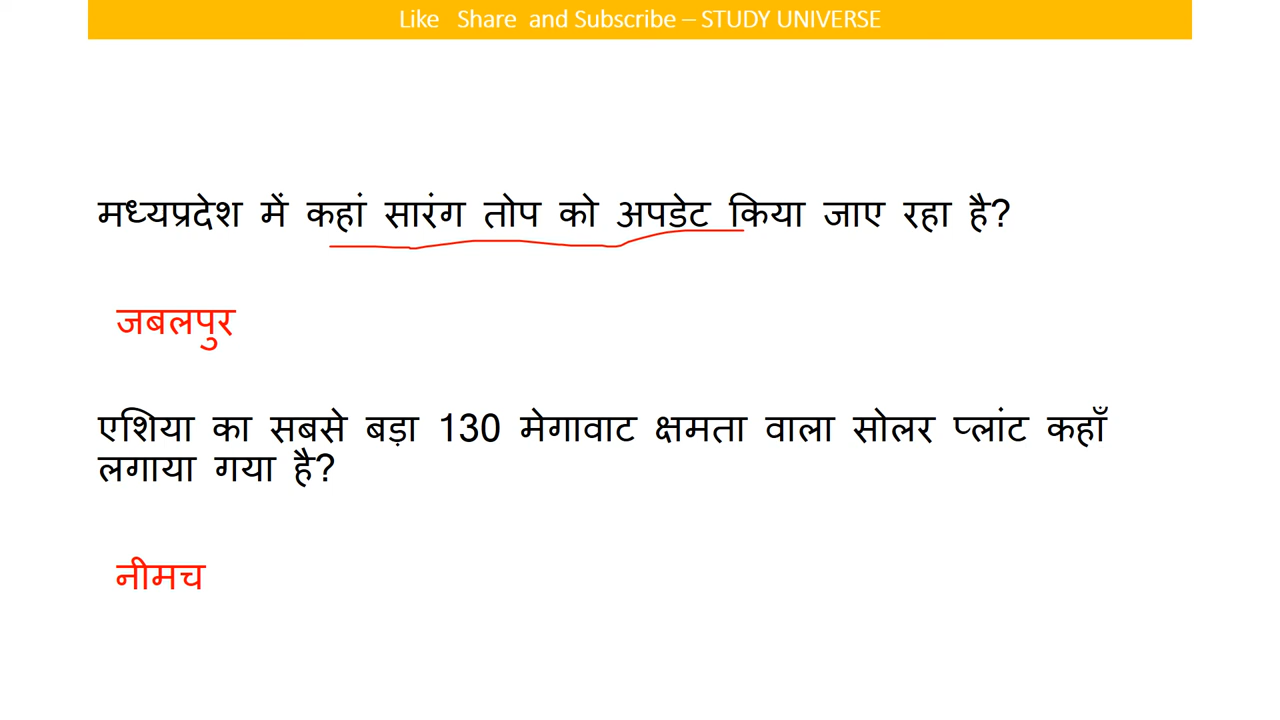 Like Share and Subscribe – STUDY UNIVERSE
मध्यप्रदेश में कहां सारंग तोप को अपडेट किया जाए रहा है?
जबलपुर
एशिया का सबसे बड़ा 130 मेगावाट क्षमता वाला सोलर प्लांट कहाँ
लगाया गया है?
नीमच